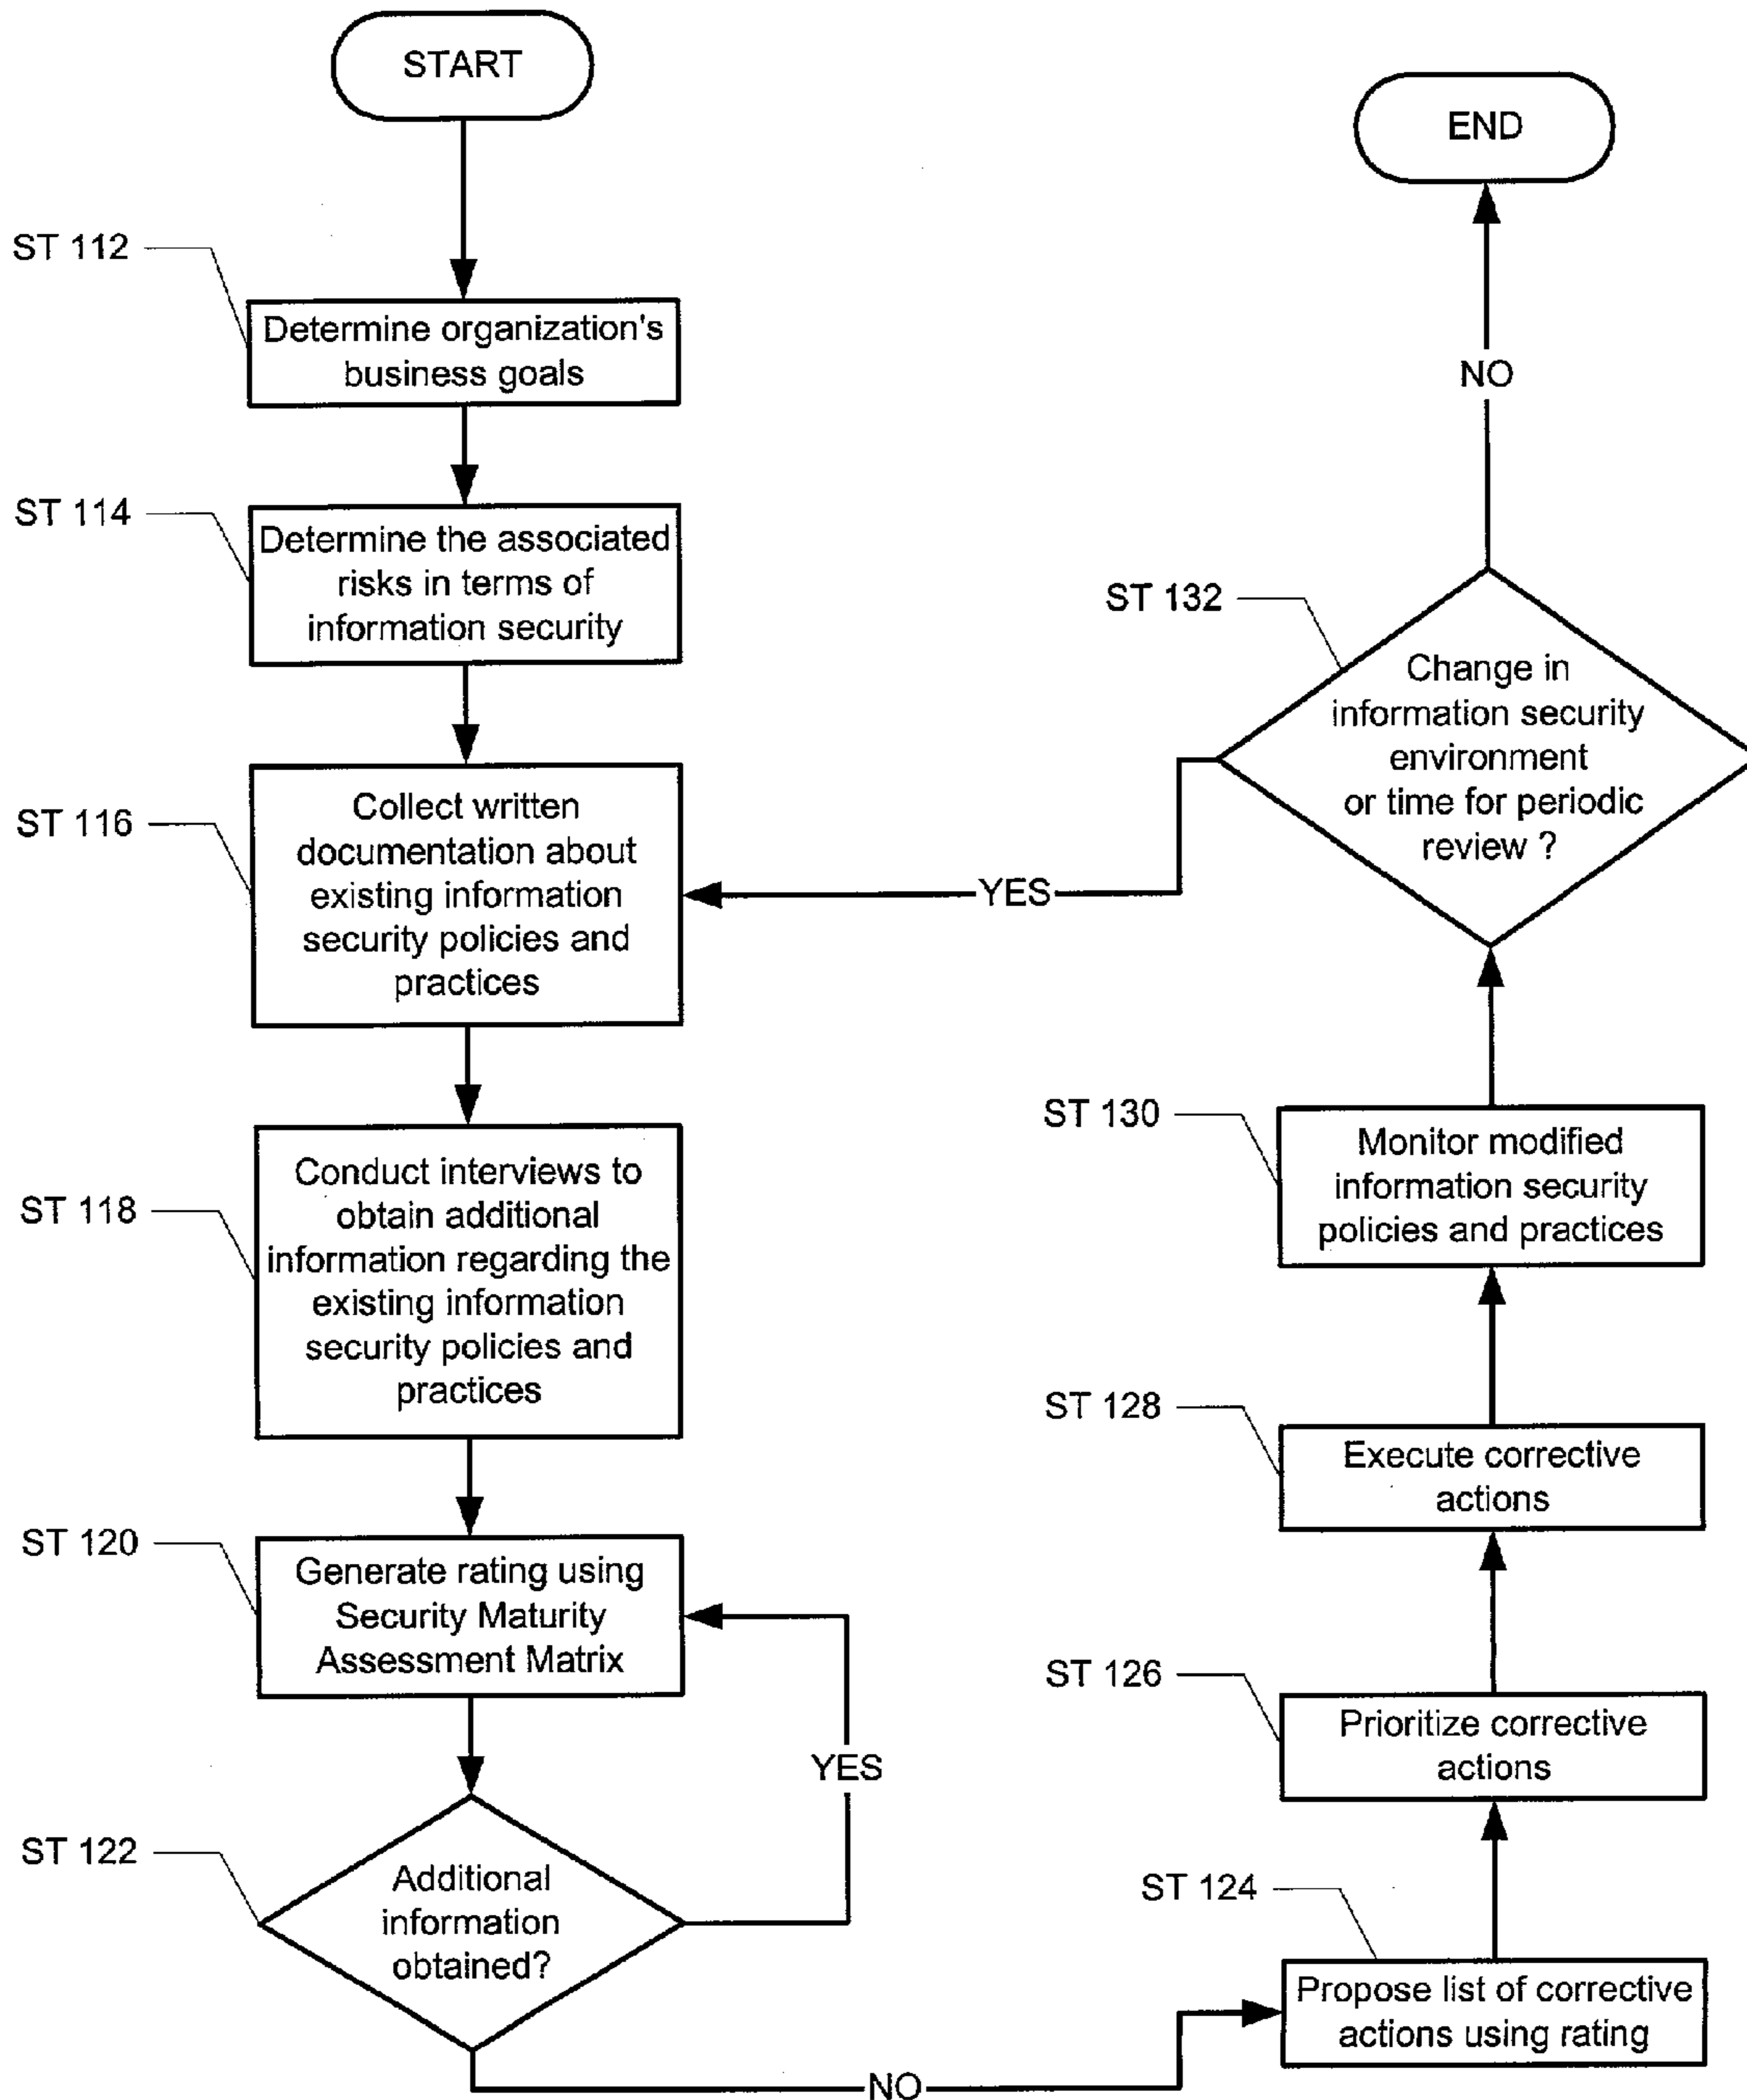 START
ST 112
Determine organization's
business goals
ST 114
Determine the associated
risks in terms of
information security
ST 116
Collect written
documentation about
existing information
security policies and
practices
ST 118
Conduct interviews to
obtain additional
information regarding the
existing information
security policies and
practices
ST 120
Generate rating using
Security Maturity
Assessment Matrix
YES
ST 122
Additional
information
obtained?
NO
ST 124
Propose list of corrective
actions using rating
ST 126
Prioritize corrective
actions
ST 128
Execute corrective
actions
ST 130
Monitor modified
information security
policies and practices
ST 132
Change in
information security
environment
or time for periodic
review ?
YES
NO
END